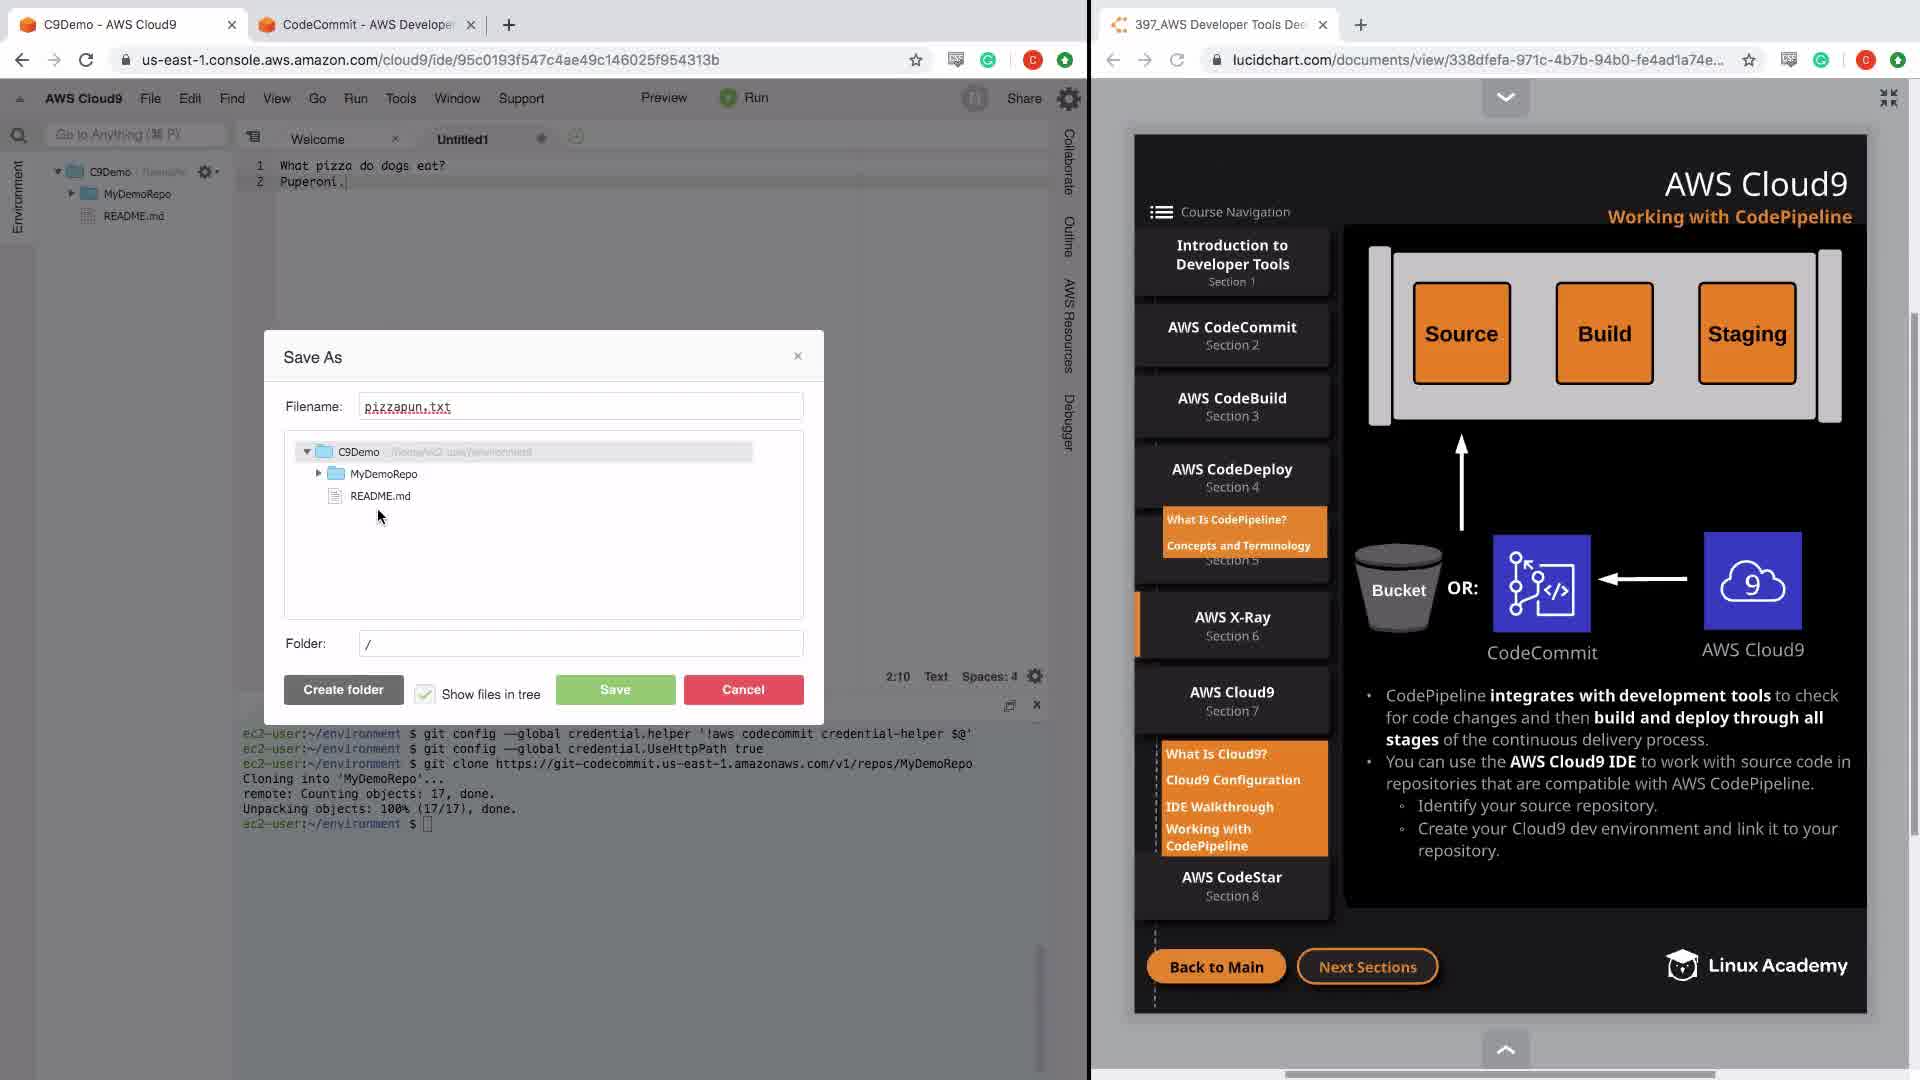 C9Demo - AWS Cloud9
CodeCommit - AWS Developer
us-east-1.console.aws.amazon.com/cloud9/ide/95c0193f547c4ae49c146025f954313b
AWS Cloud9 File Edit Find View Go Run Tools Window Support Preview Run Share
Go to Anything (⌘ P)
Welcome
Untitled1
Environment
C9Demo
MyDemoRepo
README.md
1 What pizza do dogs eat?
2 Puperoni.
Collaborate
Outline
AWS Resources
Debugger
Save As
Filename: pizzapun.txt
C9Demo /home/ec2-user/environment
MyDemoRepo
README.md
Folder: /
Create folder
Show files in tree
Save
Cancel
2:10 Text Spaces: 4
ec2-user:~/environment $ git config --global credential.helper '!aws codecommit credential-helper $@'
ec2-user:~/environment $ git config --global credential.UseHttpPath true
ec2-user:~/environment $ git clone https://git-codecommit.us-east-1.amazonaws.com/v1/repos/MyDemoRepo
Cloning into 'MyDemoRepo'...
remote: Counting objects: 17, done.
Unpacking objects: 100% (17/17), done.
ec2-user:~/environment $
397_AWS Developer Tools Dee
lucidchart.com/documents/view/338dfefa-971c-4b7b-94b0-fe4ad1a74e...
AWS Cloud9
Working with CodePipeline
Course Navigation
Introduction to
Developer Tools
Section 1
AWS CodeCommit
Section 2
AWS CodeBuild
Section 3
AWS CodeDeploy
Section 4
What Is CodePipeline?
Concepts and Terminology
Section 5
AWS X-Ray
Section 6
AWS Cloud9
Section 7
What Is Cloud9?
Cloud9 Configuration
IDE Walkthrough
Working with
CodePipeline
AWS CodeStar
Section 8
Source
Build
Staging
Bucket
OR:
CodeCommit
9
AWS Cloud9
• CodePipeline integrates with development tools to check
for code changes and then build and deploy through all
stages of the continuous delivery process.
• You can use the AWS Cloud9 IDE to work with source code in
repositories that are compatible with AWS CodePipeline.
◦ Identify your source repository.
◦ Create your Cloud9 dev environment and link it to your
repository.
Back to Main
Next Sections
Linux Academy